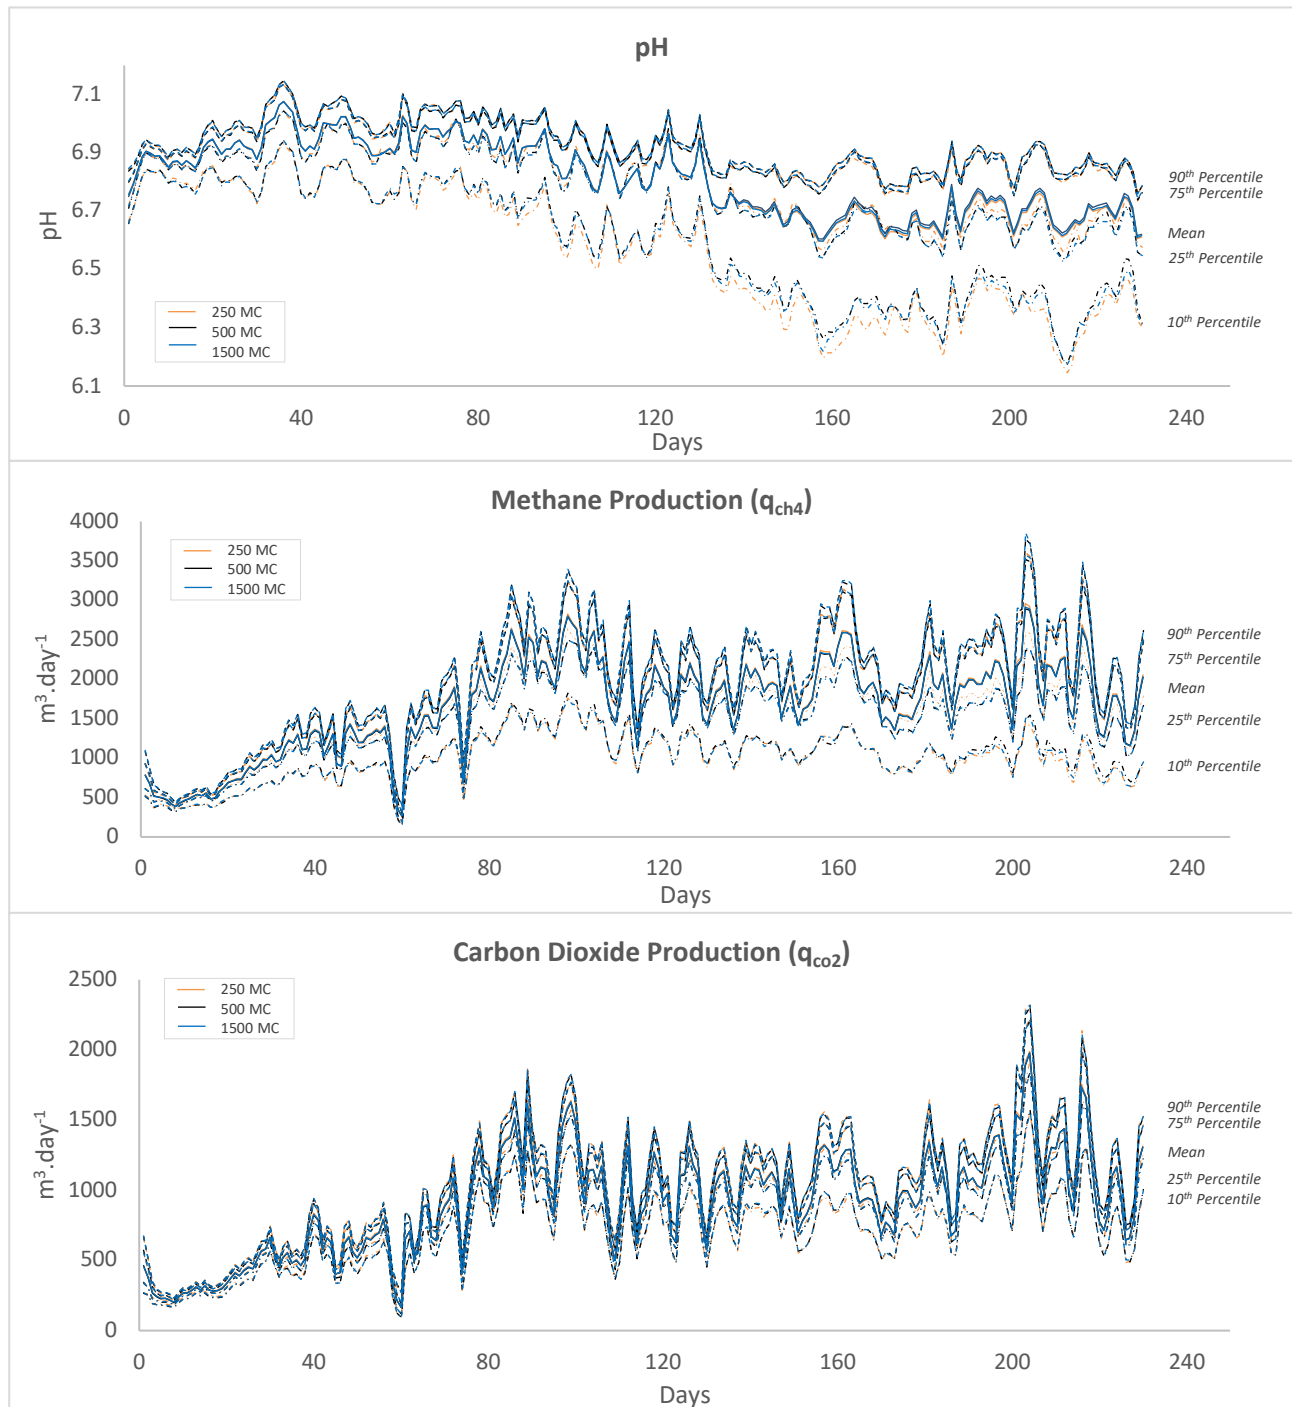 pH
7.1
6.9
6.7
6.5
6.3
6.1
pH
250 MC
500 MC
1500 MC
90th Percentile
75th Percentile
Mean
25th Percentile
10th Percentile
0 40 80 120 160 200 240
Days
Methane Production (qch4)
4000
3500
3000
2500
2000
1500
1000
500
0
m3.day-1
250 MC
500 MC
1500 MC
90th Percentile
75th Percentile
Mean
25th Percentile
10th Percentile
0 40 80 120 160 200 240
Days
Carbon Dioxide Production (qco2)
2500
2000
1500
1000
500
0
m3.day-1
250 MC
500 MC
1500 MC
90th Percentile
75th Percentile
Mean
25th Percentile
10th Percentile
0 40 80 120 160 200 240
Days